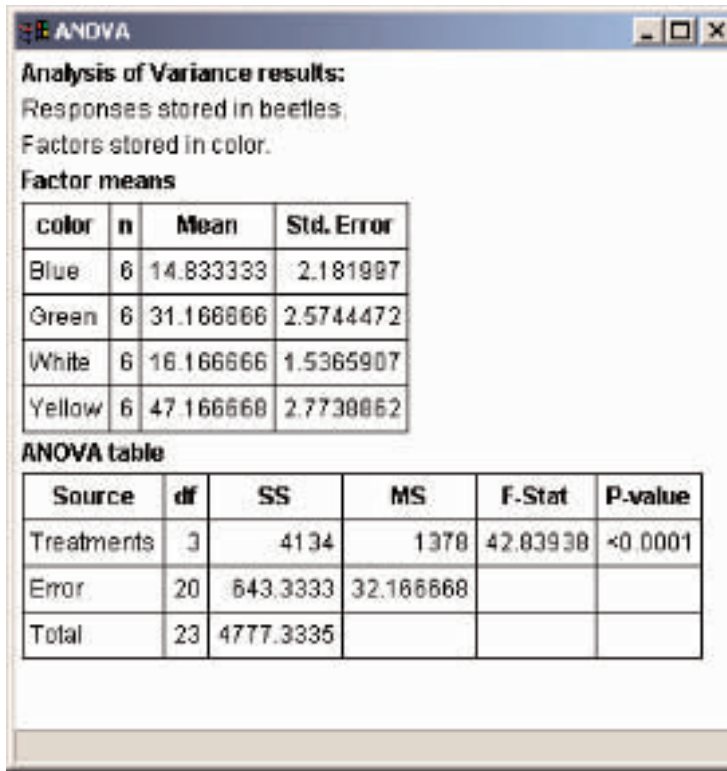 ANOVA
Analysis of Variance results:
Responses stored in beetles.
Factors stored in color.
Factor means
color n Mean Std. Error
Blue 6 14.833333 2.181997
Green 6 31.166666 2.5744472
White 6 16.166666 1.5365907
Yellow 6 47.166668 2.7738862
ANOVA table
Source df SS MS F-Stat P-value
Treatments 3 4134 1378 42.83938 <0.0001
Error 20 643.3333 32.166668
Total 23 4777.3335